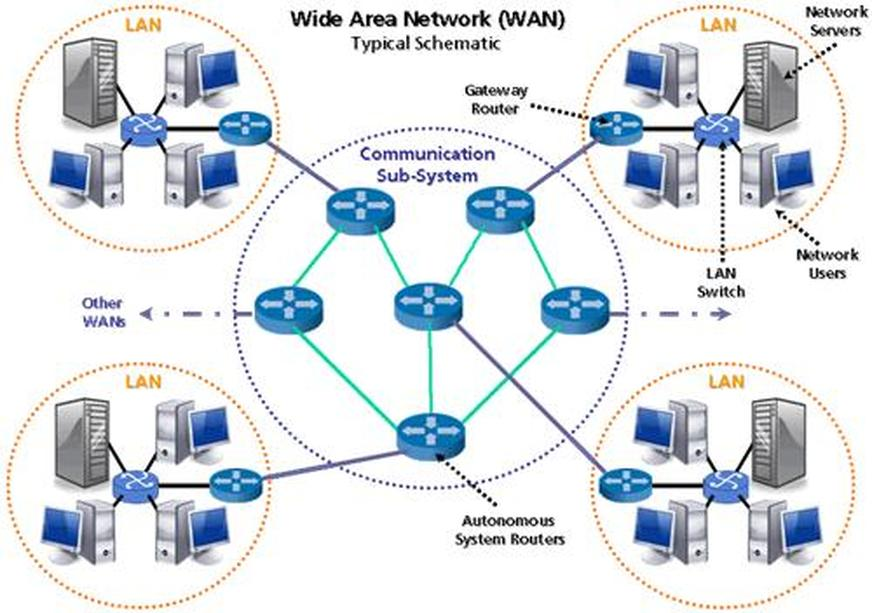 Wide Area Network (WAN)
Typical Schematic
LAN
LAN
Network
Servers
Gateway
Router
Communication
Sub-System
LAN
Switch
Network
Users
Other
WANs
LAN
LAN
Autonomous
System Routers